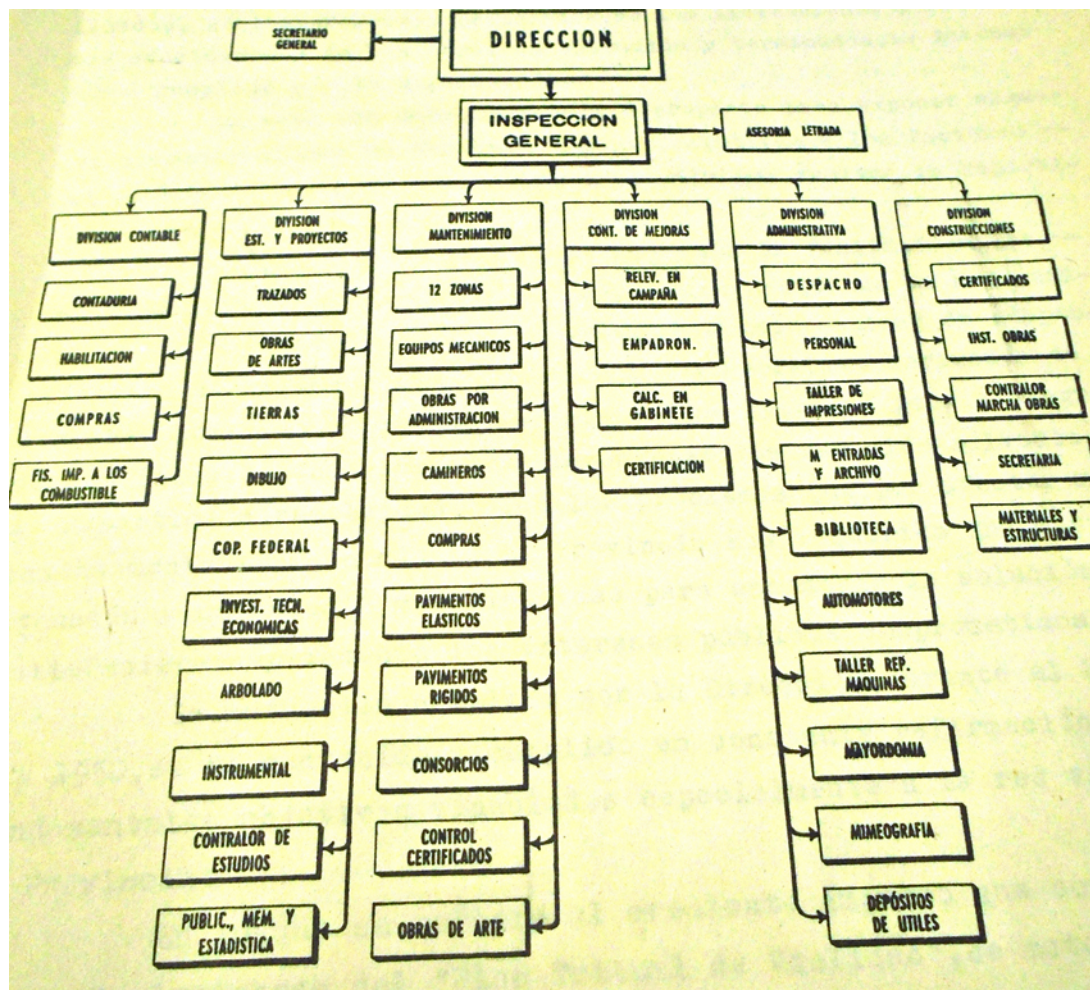 SECRETARIO
GENERAL
DIRECCION
INSPECCION
GENERAL
ASESORIA LETRADA
DIVISION CONTABLE
CONTADURIA
HABILITACION
COMPRAS
FIS. IMP. A LOS
COMBUSTIBLE
DIVISION
EST. Y PROYECTOS
TRAZADOS
OBRAS
DE ARTES
TIERRAS
DIBUJO
COP. FEDERAL
INVEST. TECN.
ECONOMICAS
ARBOLADO
INSTRUMENTAL
CONTRALOR DE
ESTUDIOS
PUBLIC., MEM. Y
ESTADISTICA
DIVISION
MANTENIMIENTO
12 ZONAS
EQUIPOS MECANICOS
OBRAS POR
ADMINISTRACION
CAMINEROS
COMPRAS
PAVIMENTOS
ELASTICOS
PAVIMENTOS
RIGIDOS
CONSORCIOS
CONTROL
CERTIFICADOS
OBRAS DE ARTE
DIVISION
CONT. DE MEJORAS
RELEV. EN
CAMPAÑA
EMPADRON.
CALC. EN
GABINETE
CERTIFICACION
DIVISION
ADMINISTRATIVA
DESPACHO
PERSONAL
TALLER DE
IMPRESIONES
M ENTRADAS
Y ARCHIVO
BIBLIOTECA
AUTOMOTORES
TALLER REP.
MAQUINAS
MAYORDOMIA
MIMEOGRAFIA
DEPÓSITOS
DE UTILES
DIVISION
CONSTRUCCIONES
CERTIFICADOS
INST. OBRAS
CONTRALOR
MARCHA OBRAS
SECRETARIA
MATERIALES Y
ESTRUCTURAS